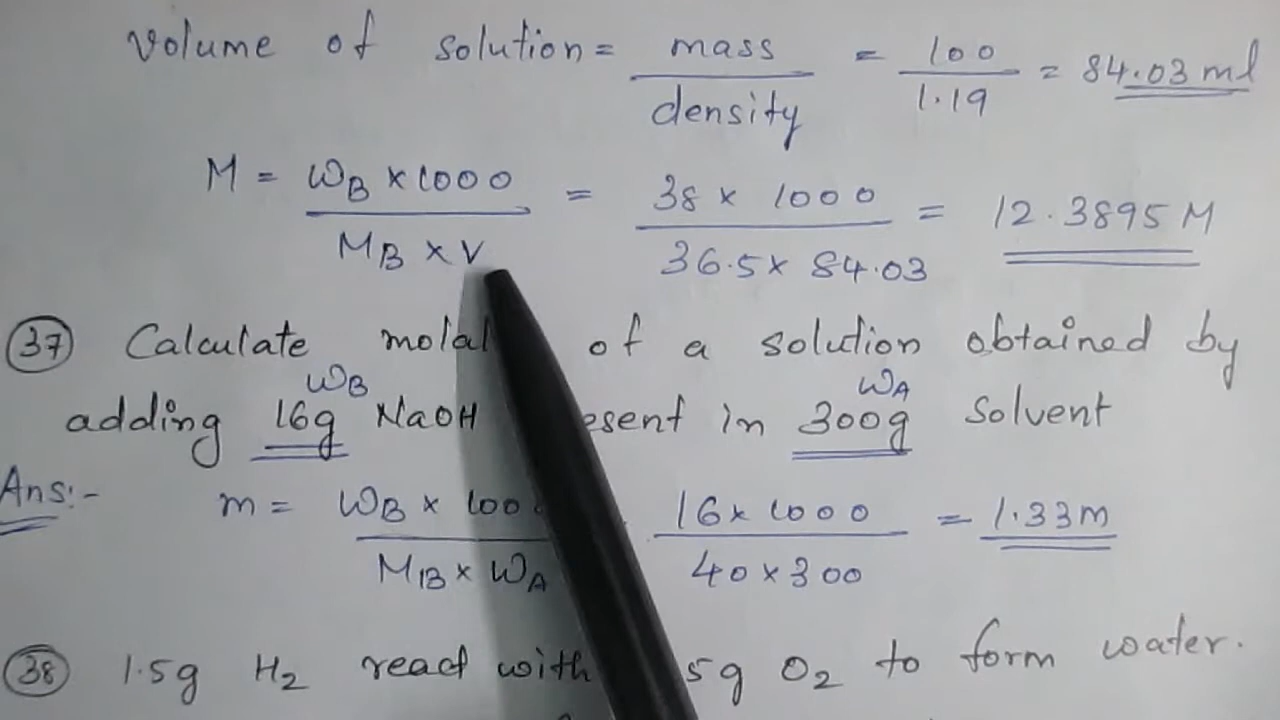 Volume of solution = mass / density = 100 / 1.19 = 84.03 ml
M = WB × 1000 / MB × V = 38 × 1000 / 36.5 × 84.03 = 12.3895 M
37 Calculate of a solution obtained by
WB WA
adding 16g NaOH in 300g solvent
Ans:- m = WB × / MB × WA 16 × 1000 / 40 × 300 = 1.33m
38 1.5g H2 react with 5g O2 to form water.